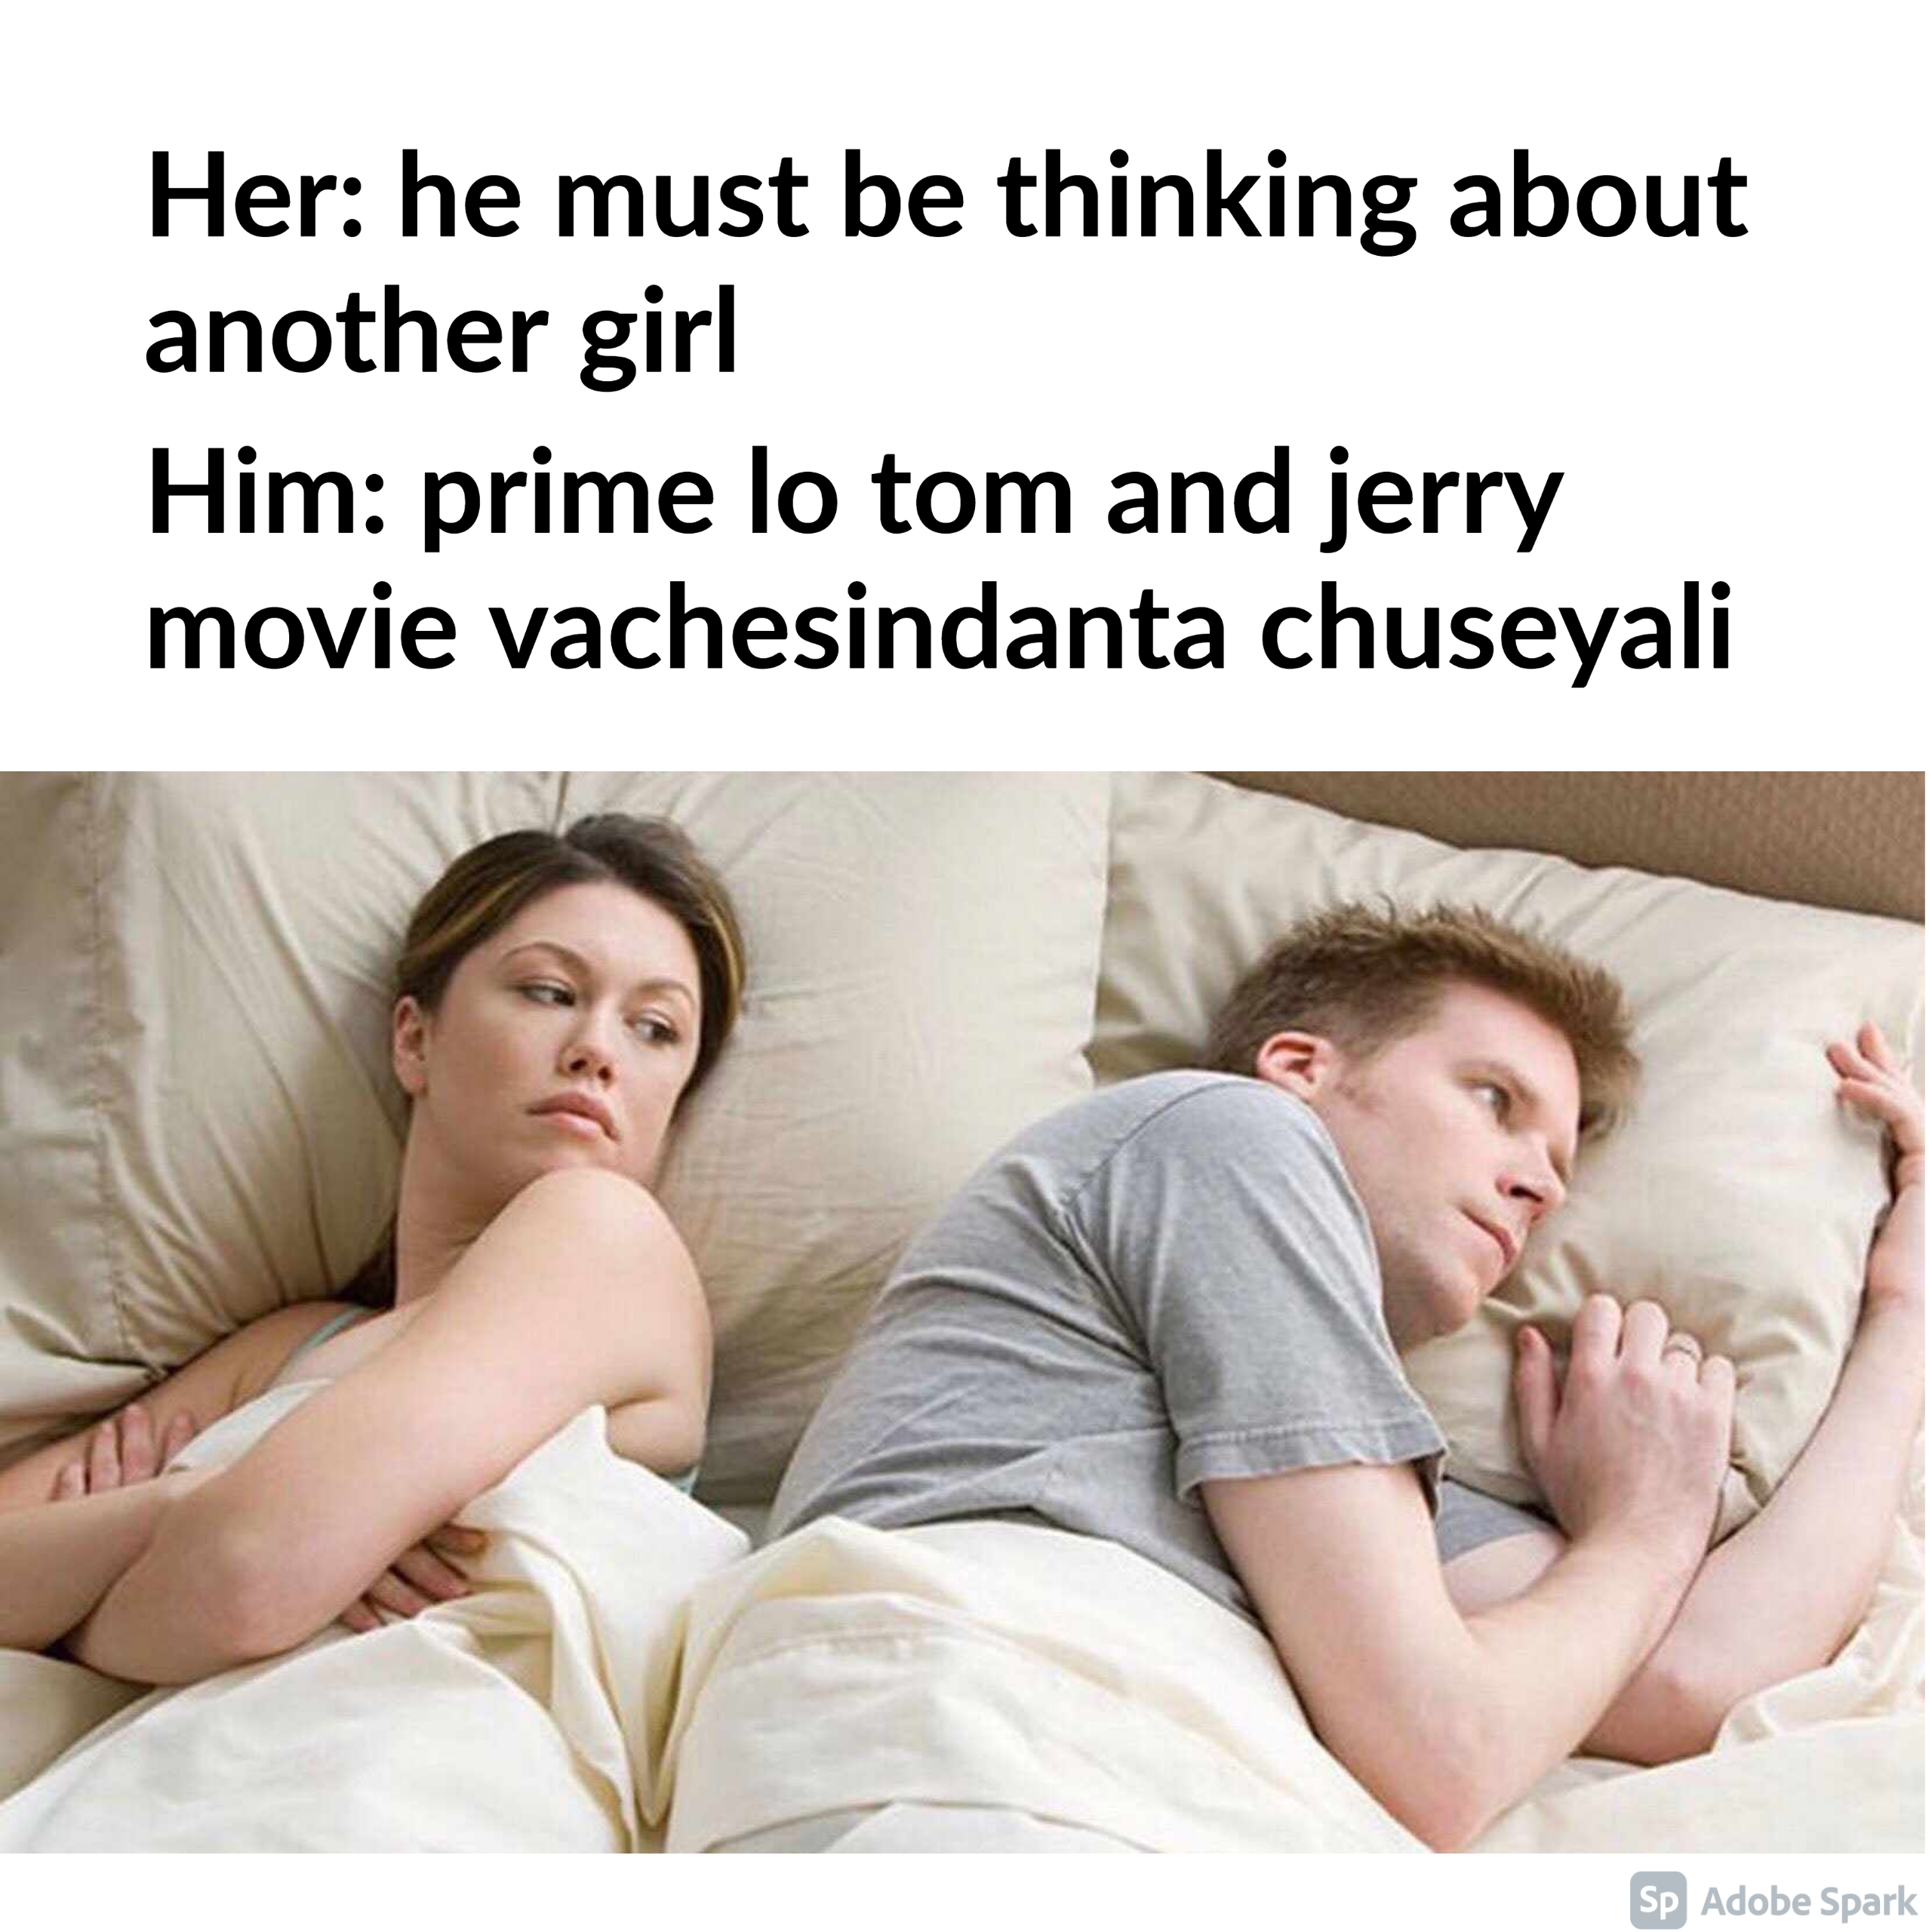 Her: he must be thinking about
another girl
Him: prime lo tom and jerry
movie vachesindanta chuseyali
Sp Adobe Spark